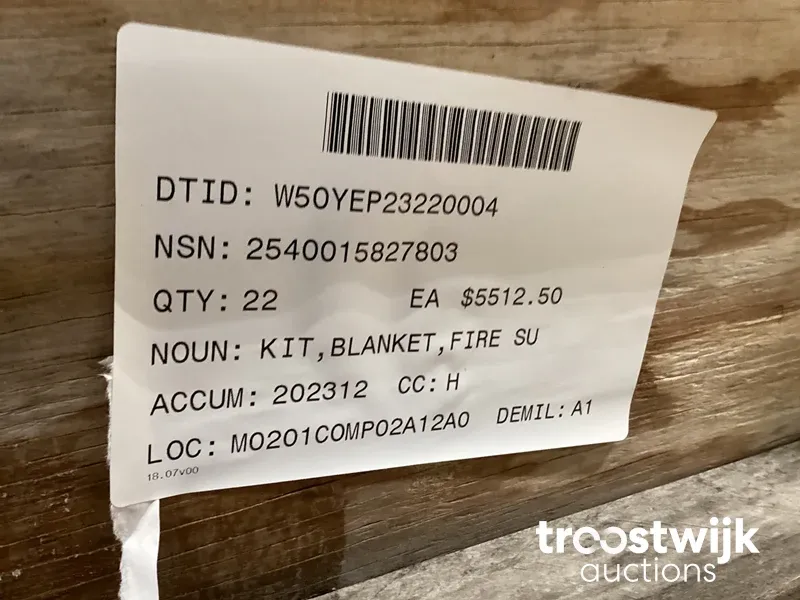 DTID: W50YEP23220004
NSN: 2540015827803
QTY: 22 EA $5512.50
NOUN: KIT,BLANKET,FIRE SU
ACCUM: 202312 CC: H
LOC: M0201COMP02A12A0 DEMIL: A1
18.07v00
troostwijk
auctions